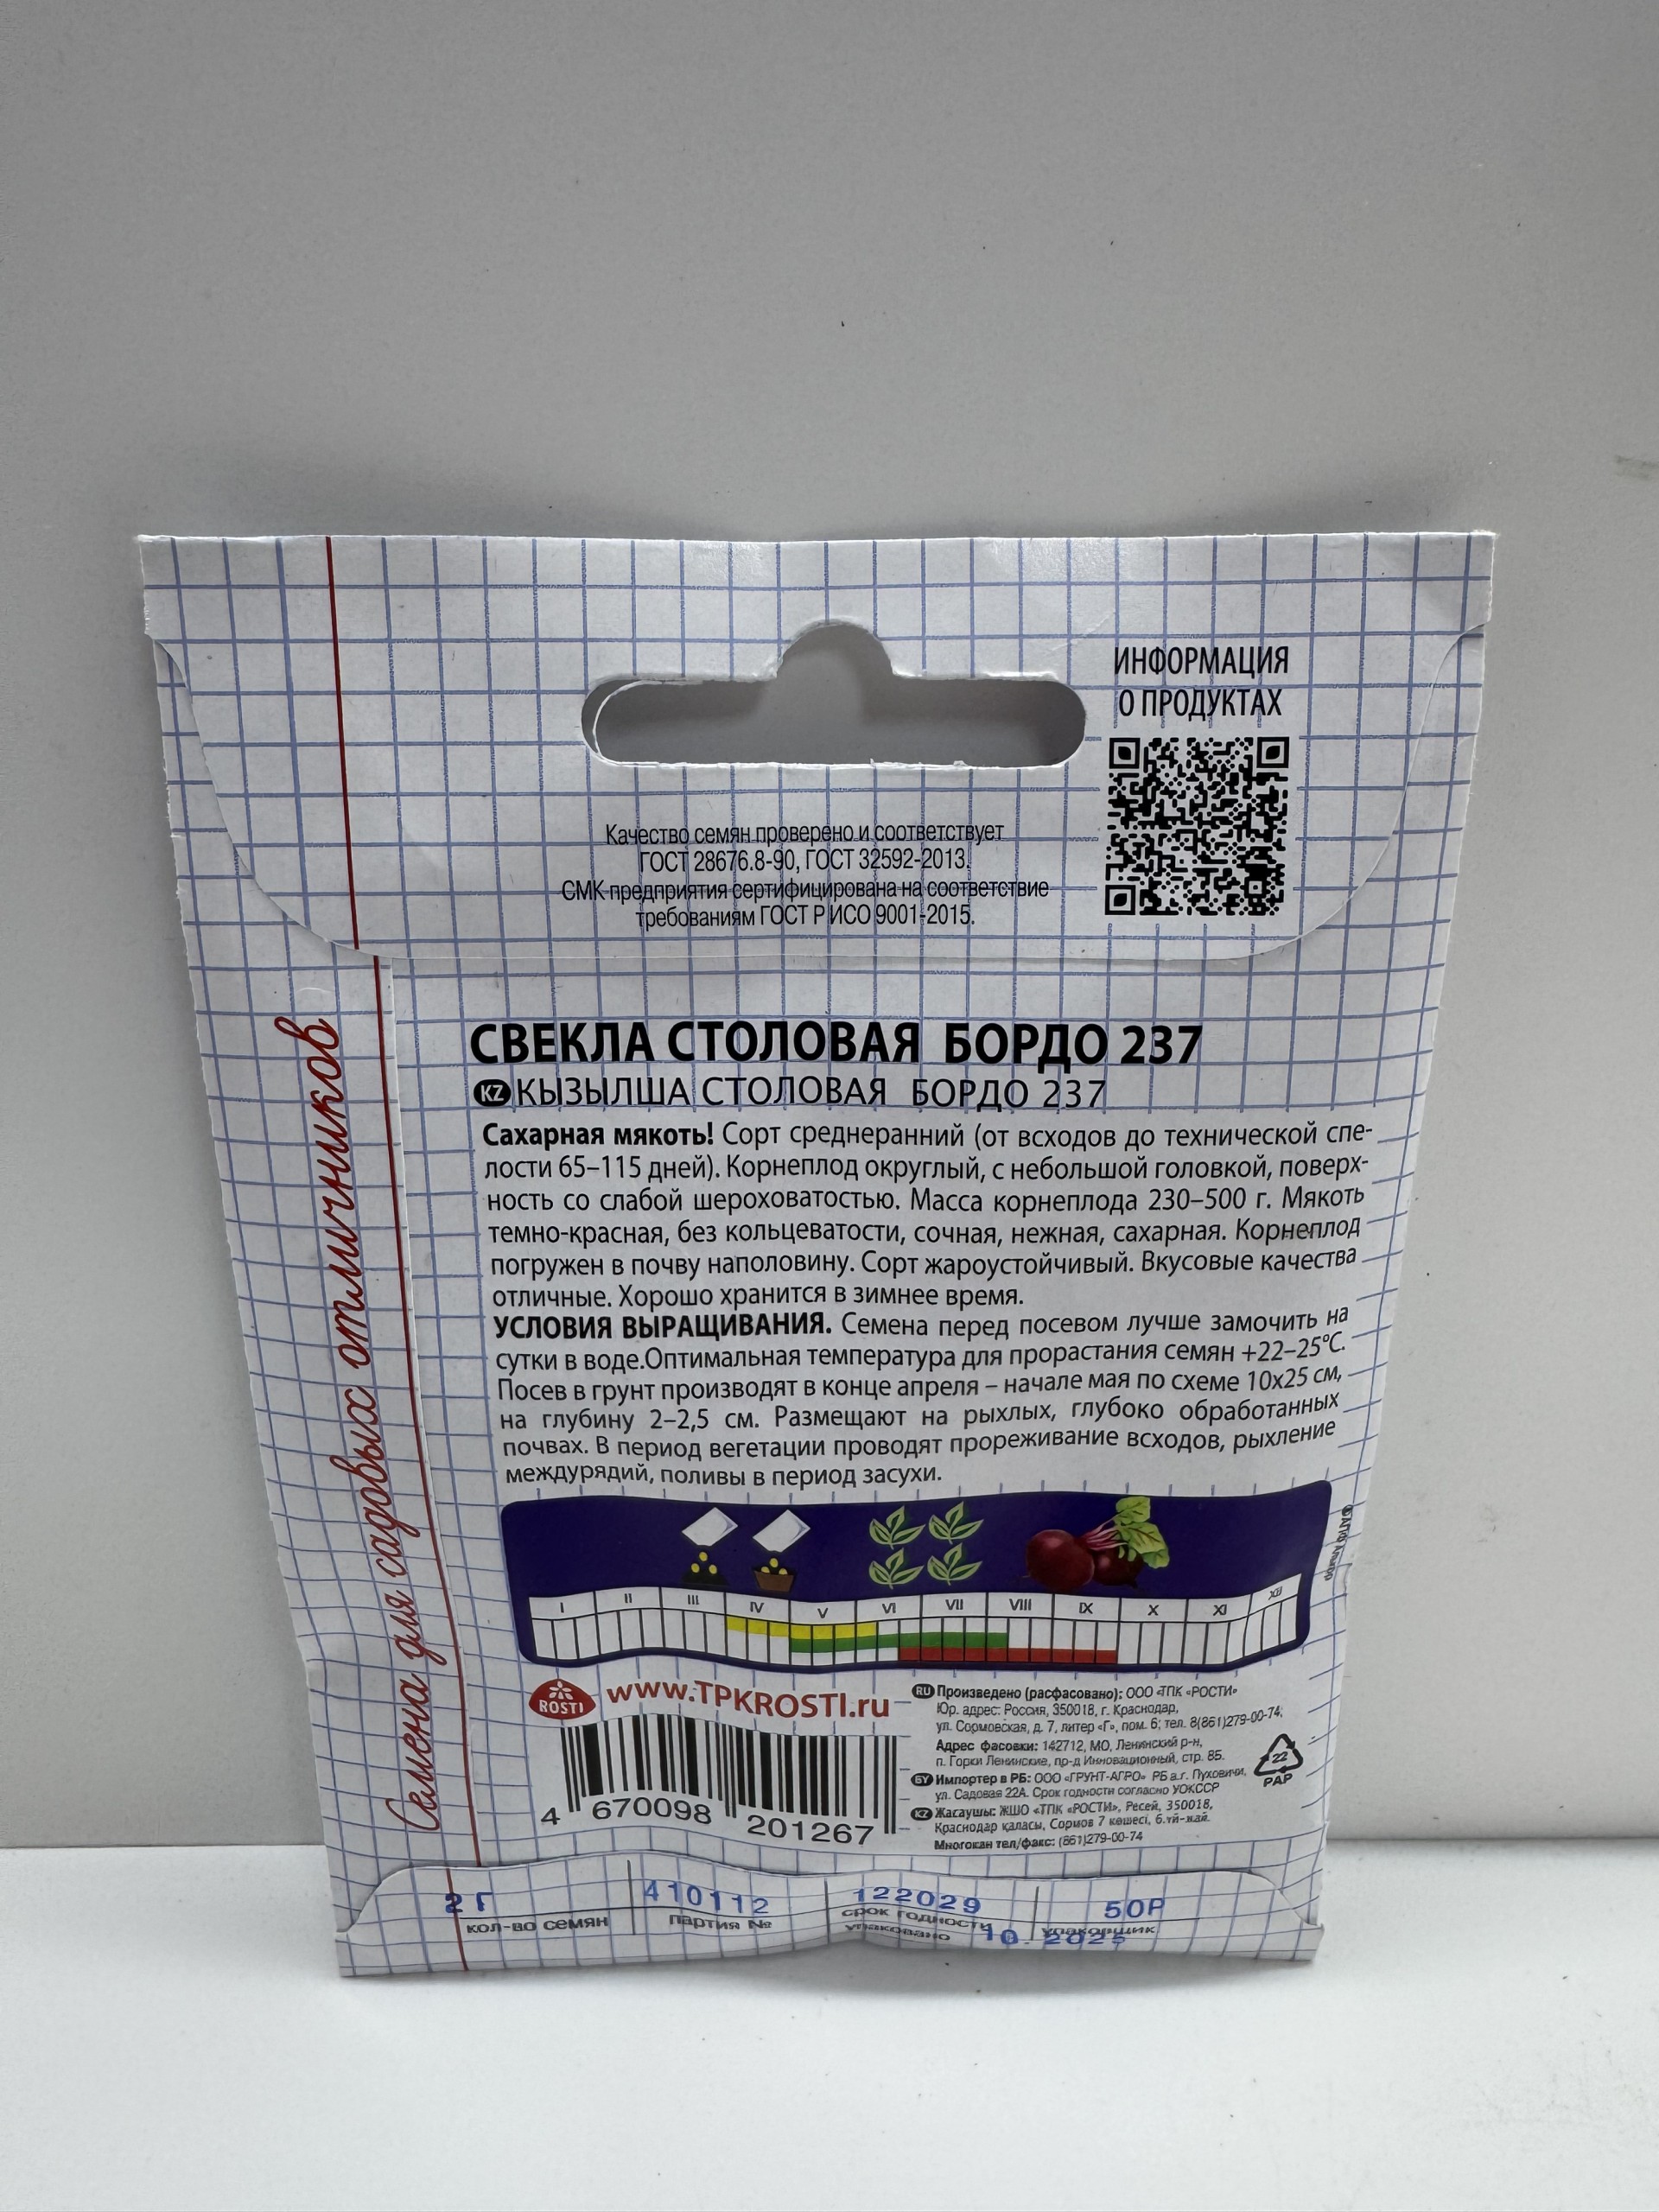 ИНФОРМАЦИЯ
О ПРОДУКТАХ
Качество семян проверено и соответствует
ГОСТ 28676.8-90, ГОСТ 32592-2013.
СМК предприятия сертифицирована на соответствие
требованиям ГОСТ Р ИСО 9001-2015.
Семена для садовых отличников
СВЕКЛА СТОЛОВАЯ БОРДО 237
KZ КЫЗЫЛША СТОЛОВАЯ БОРДО 237
Сахарная мякоть! Сорт среднеранний (от всходов до технической спе-
лости 65–115 дней). Корнеплод округлый, с небольшой головкой, поверх-
ность со слабой шероховатостью. Масса корнеплода 230–500 г. Мякоть
темно-красная, без кольцеватости, сочная, нежная, сахарная. Корнеплод
погружен в почву наполовину. Сорт жароустойчивый. Вкусовые качества
отличные. Хорошо хранится в зимнее время.
УСЛОВИЯ ВЫРАЩИВАНИЯ. Семена перед посевом лучше замочить на
сутки в воде.Оптимальная температура для прорастания семян +22–25°С.
Посев в грунт производят в конце апреля – начале мая по схеме 10х25 см,
на глубину 2–2,5 см. Размещают на рыхлых, глубоко обработанных
почвах. В период вегетации проводят прореживание всходов, рыхление
междурядий, поливы в период засухи.
I II III IV V VI VII VIII IX X XI XII
ROSTI
www.TPKROSTI.ru
4 670098 201267
RU Произведено (расфасовано): ООО «ТПК «РОСТИ»
Юр. адрес: Россия, 350018, г. Краснодар,
ул. Сормовская, д. 7, литер «Г», пом. 6; тел. 8(861)279-00-74;
Адрес фасовки: 142712, МО, Ленинский р-н,
п. Горки Ленинские, пр-д Инновационный, стр. 85.
БУ Импортер в РБ: ООО «ГРУНТ-АГРО» РБ а.г. Пуховичи,
ул. Садовая 22А. Срок годности согласно УОКССР
KZ Жасаушы: ЖШО «ТПК «РОСТИ», Ресей, 350018,
Краснодар қаласы, Сормов 7 көшесі, 6.үй-жай.
Многокан тел/факс: (861)279-00-74
22
PAP
2 Г
кол-во семян
410112
партия №
122029
срок годности
упаковано
10.
50Р
упаковщик